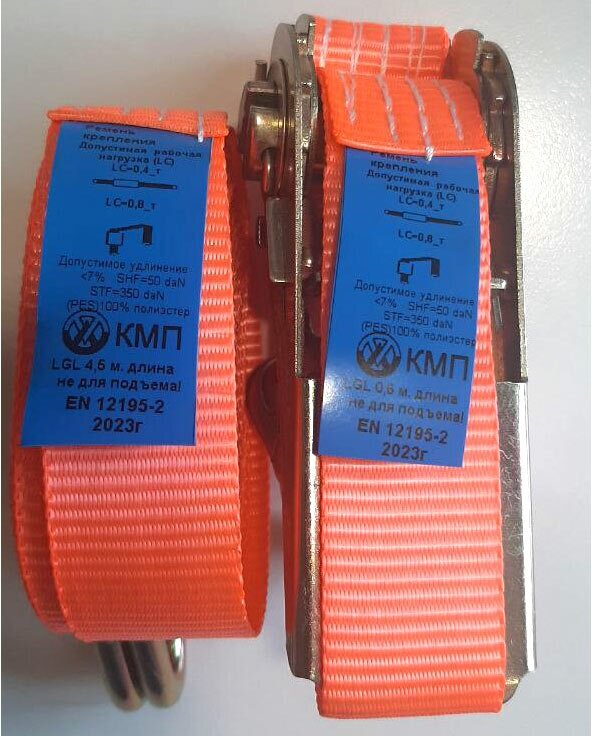 Ремень
крепления
Допустимая рабочая
нагрузка (LC)
LC=0,4_т
LC=0,8_т
Допустимое удлинение
<7% SHF=50 daN
STF=350 daN
(PES)100% полиэстер
КМП
LGL 4,5 м. длина
не для подъема!
EN 12195-2
2023г
Ремень
крепления
Допустимая рабочая
нагрузка (LC)
LC=0,4_т
LC=0,8_т
Допустимое удлинение
<7% SHF=50 daN
STF=350 daN
(PES)100% полиэстер
КМП
LGL 0,5 м. длина
не для подъема!
EN 12195-2
2023г